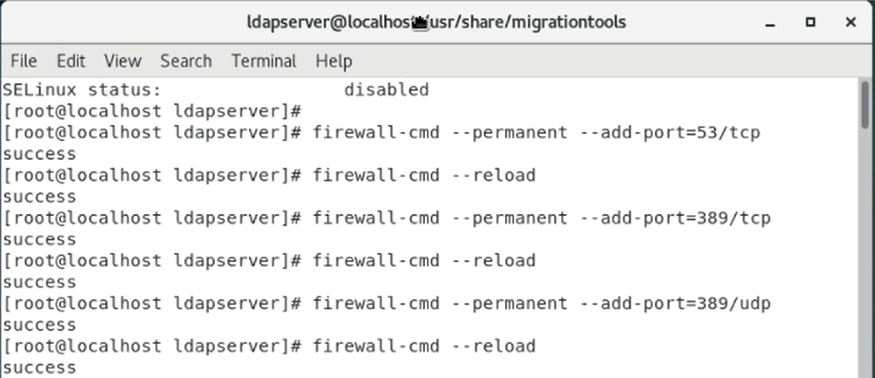 ldapserver@localhost:/usr/share/migrationtools
File Edit View Search Terminal Help
SELinux status:                 disabled
[root@localhost ldapserver]#
[root@localhost ldapserver]# firewall-cmd --permanent --add-port=53/tcp
success
[root@localhost ldapserver]# firewall-cmd --reload
success
[root@localhost ldapserver]# firewall-cmd --permanent --add-port=389/tcp
success
[root@localhost ldapserver]# firewall-cmd --reload
success
[root@localhost ldapserver]# firewall-cmd --permanent --add-port=389/udp
success
[root@localhost ldapserver]# firewall-cmd --reload
success